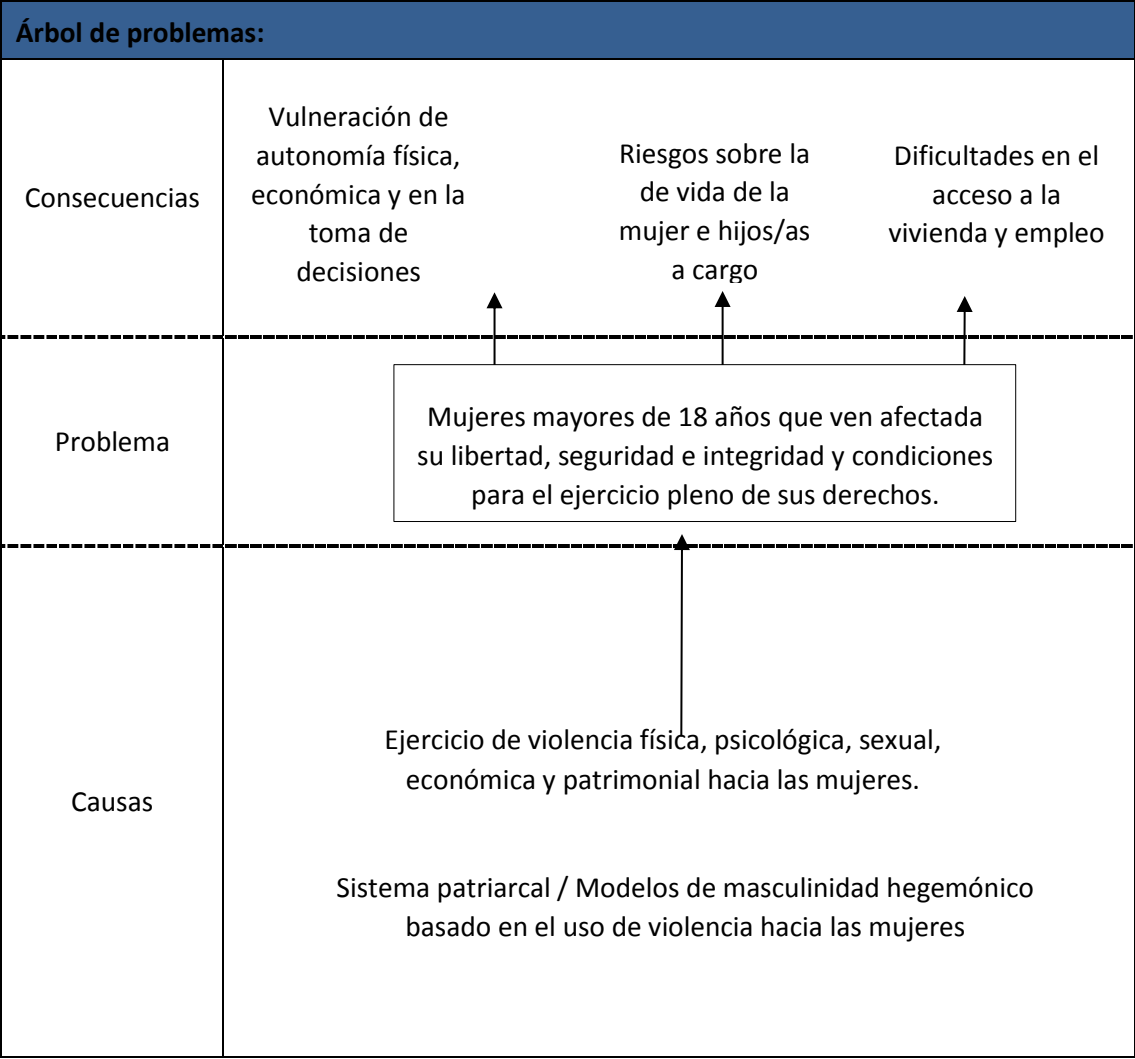 Árbol de problemas:
Consecuencias
Vulneración de
autonomía física,
económica y en la
toma de
decisiones
Riesgos sobre la
de vida de la
mujer e hijos/as
a cargo
Dificultades en el
acceso a la
vivienda y empleo
Problema
Mujeres mayores de 18 años que ven afectada
su libertad, seguridad e integridad y condiciones
para el ejercicio pleno de sus derechos.
Causas
Ejercicio de violencia física, psicológica, sexual,
económica y patrimonial hacia las mujeres.
Sistema patriarcal / Modelos de masculinidad hegemónico
basado en el uso de violencia hacia las mujeres